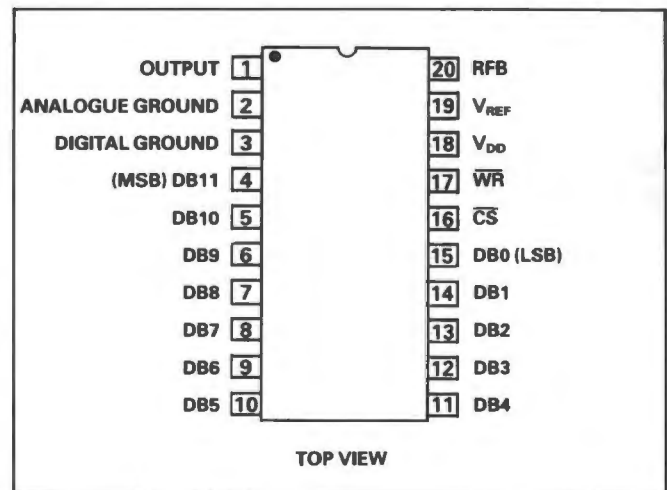 OUTPUT 1 20 RFB
ANALOGUE GROUND 2 19 VREF
DIGITAL GROUND 3 18 VDD
(MSB) DB11 4 17 W̅R̅
DB10 5 16 C̅S̅
DB9 6 15 DB0 (LSB)
DB8 7 14 DB1
DB7 8 13 DB2
DB6 9 12 DB3
DB5 10 11 DB4
TOP VIEW